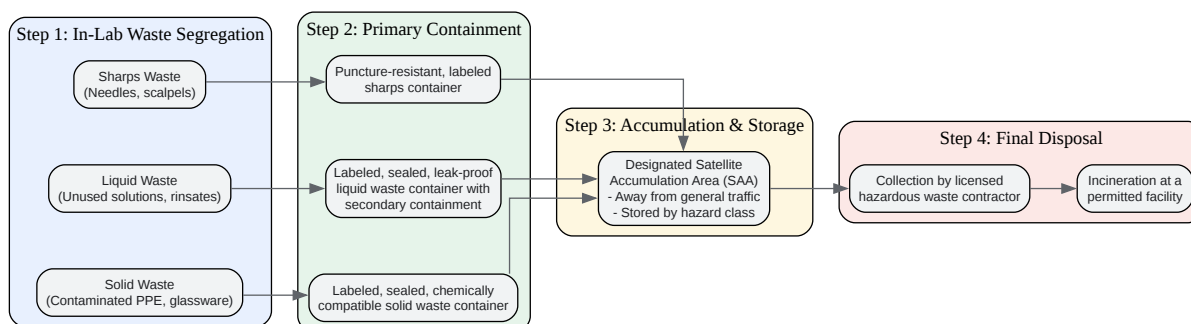 Step 1: In-Lab Waste Segregation
Sharps Waste
(Needles, scalpels)
Liquid Waste
(Unused solutions, rinsates)
Solid Waste
(Contaminated PPE, glassware)
Step 2: Primary Containment
Puncture-resistant, labeled
sharps container
Labeled, sealed, leak-proof
liquid waste container with
secondary containment
Labeled, sealed, chemically
compatible solid waste container
Step 3: Accumulation & Storage
Designated Satellite
Accumulation Area (SAA)
- Away from general traffic
- Stored by hazard class
Step 4: Final Disposal
Collection by licensed
hazardous waste contractor
Incineration at a
permitted facility